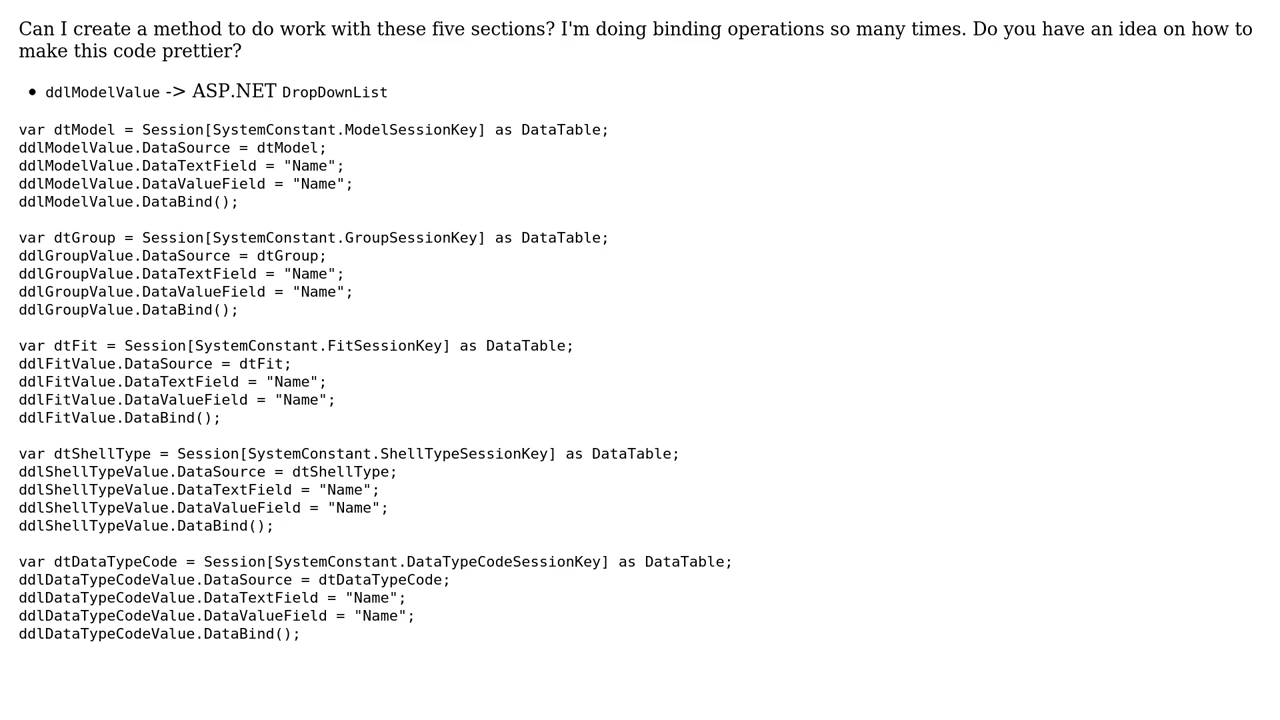 Can I create a method to do work with these five sections? I'm doing binding operations so many times. Do you have an idea on how to
make this code prettier?
• ddlModelValue -> ASP.NET DropDownList
var dtModel = Session[SystemConstant.ModelSessionKey] as DataTable;
ddlModelValue.DataSource = dtModel;
ddlModelValue.DataTextField = "Name";
ddlModelValue.DataValueField = "Name";
ddlModelValue.DataBind();
var dtGroup = Session[SystemConstant.GroupSessionKey] as DataTable;
ddlGroupValue.DataSource = dtGroup;
ddlGroupValue.DataTextField = "Name";
ddlGroupValue.DataValueField = "Name";
ddlGroupValue.DataBind();
var dtFit = Session[SystemConstant.FitSessionKey] as DataTable;
ddlFitValue.DataSource = dtFit;
ddlFitValue.DataTextField = "Name";
ddlFitValue.DataValueField = "Name";
ddlFitValue.DataBind();
var dtShellType = Session[SystemConstant.ShellTypeSessionKey] as DataTable;
ddlShellTypeValue.DataSource = dtShellType;
ddlShellTypeValue.DataTextField = "Name";
ddlShellTypeValue.DataValueField = "Name";
ddlShellTypeValue.DataBind();
var dtDataTypeCode = Session[SystemConstant.DataTypeCodeSessionKey] as DataTable;
ddlDataTypeCodeValue.DataSource = dtDataTypeCode;
ddlDataTypeCodeValue.DataTextField = "Name";
ddlDataTypeCodeValue.DataValueField = "Name";
ddlDataTypeCodeValue.DataBind();